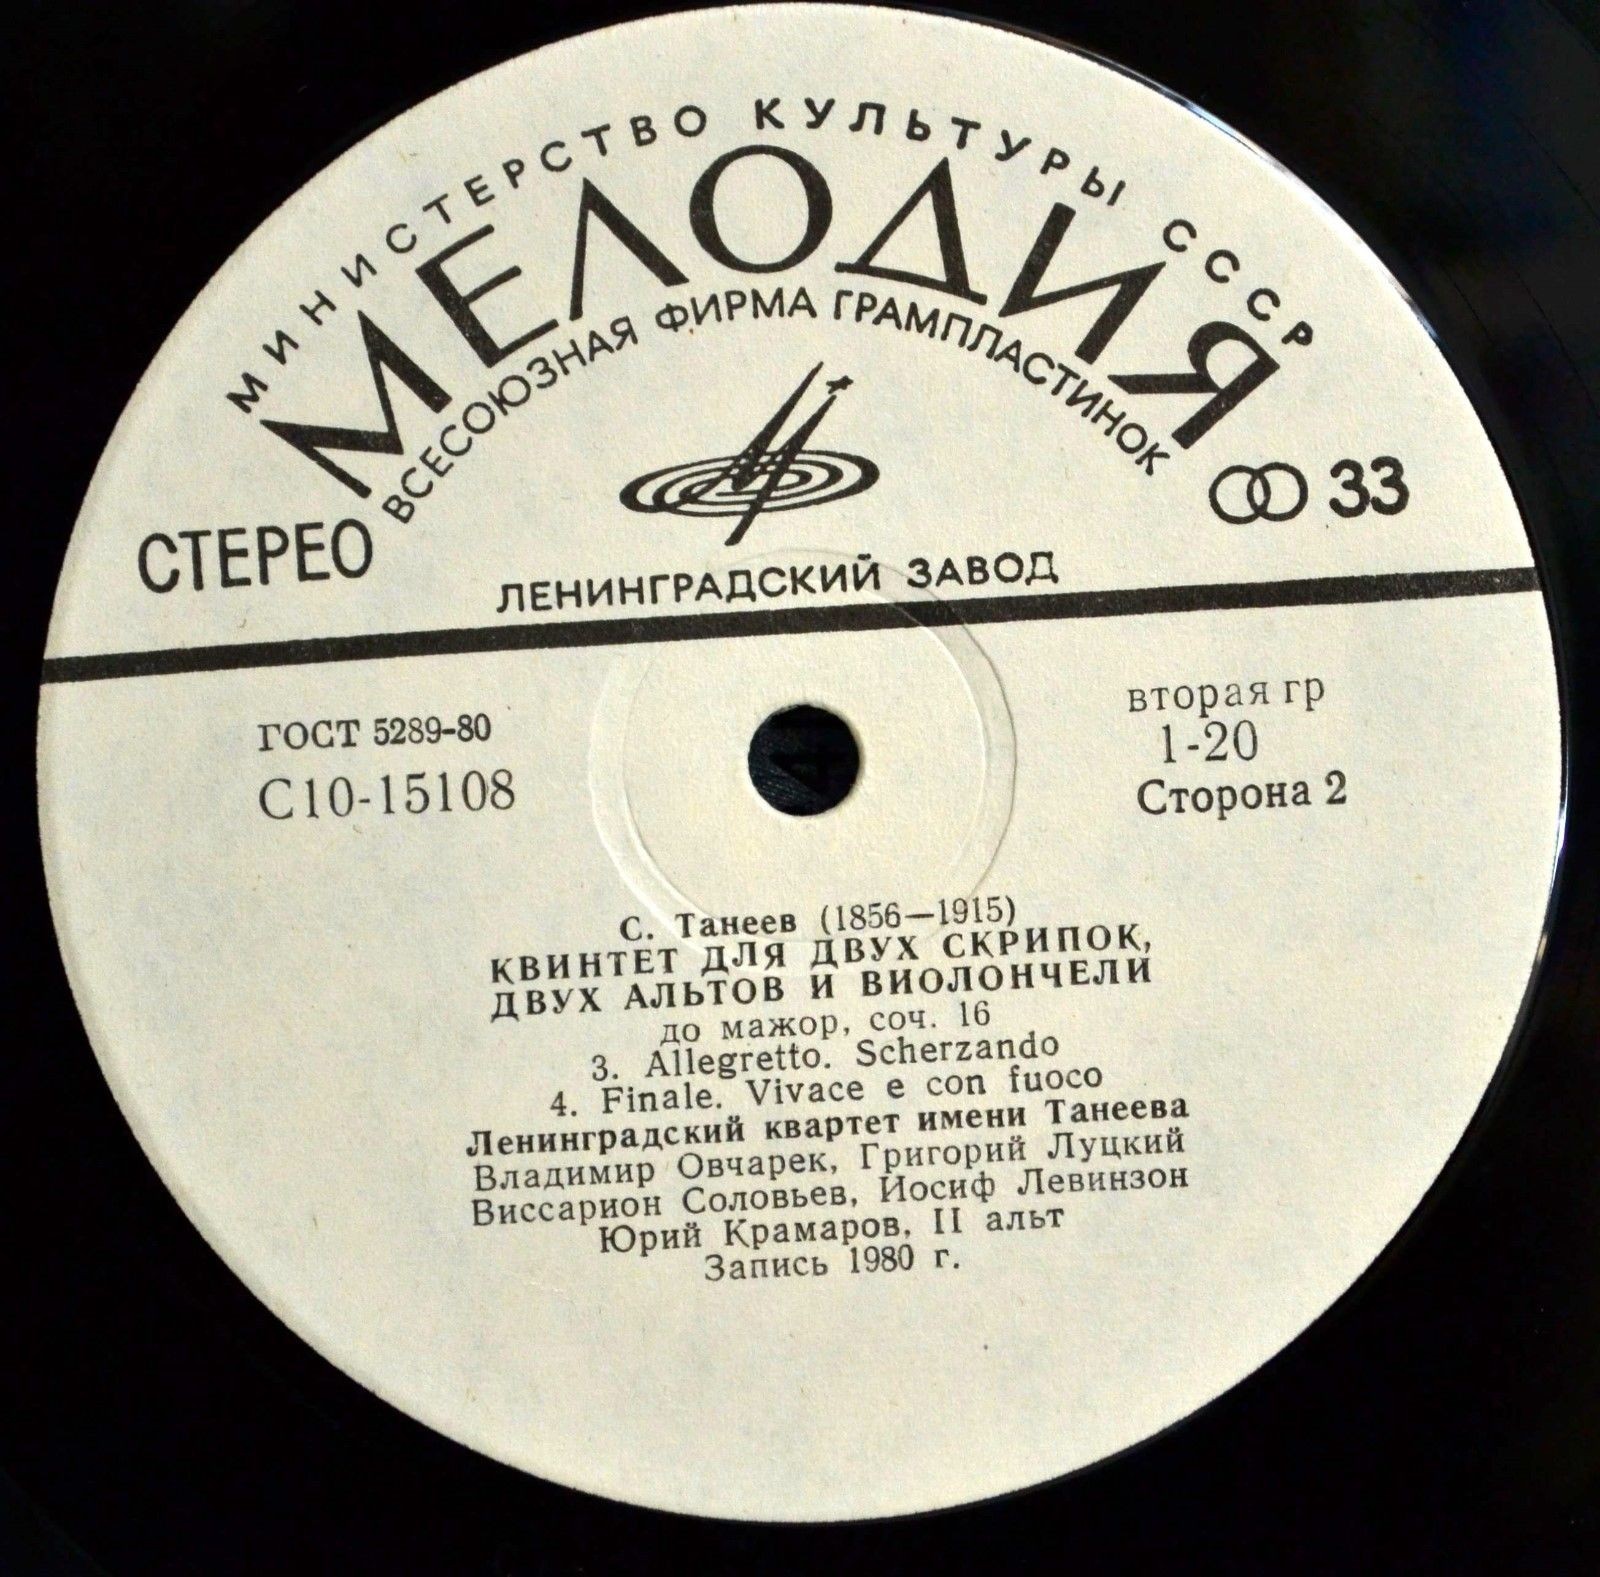 МИНИСТЕРСТВО КУЛЬТУРЫ СССР
МЕЛОДИЯ
ВСЕСОЮЗНАЯ ФИРМА ГРАМПЛАСТИНОК
СТЕРЕО
33
ЛЕНИНГРАДСКИЙ ЗАВОД
ГОСТ 5289-80
С10-15108
вторая гр
1-20
Сторона 2
С. Танеев (1856—1915)
КВИНТЕТ ДЛЯ ДВУХ СКРИПОК,
ДВУХ АЛЬТОВ И ВИОЛОНЧЕЛИ
до мажор, соч. 16
3. Allegretto. Scherzando
4. Finale. Vivace e con fuoco
Ленинградский квартет имени Танеева
Владимир Овчарек, Григорий Луцкий
Виссарион Соловьев, Иосиф Левинзон
Юрий Крамаров, II альт
Запись 1980 г.